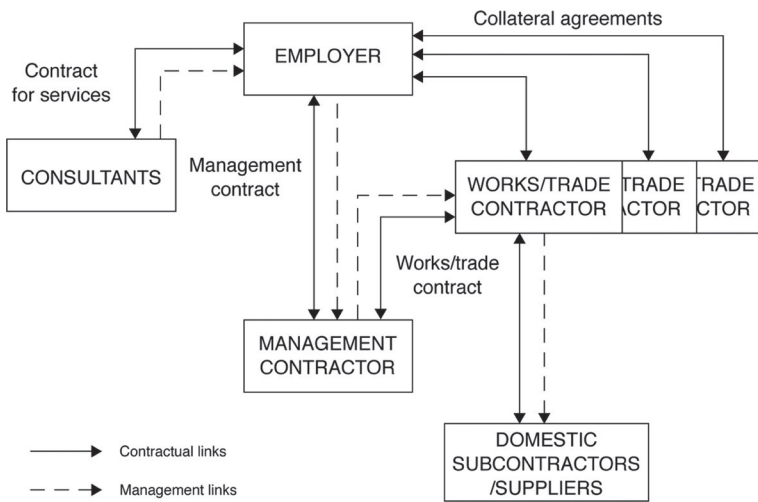 Collateral agreements
EMPLOYER
Contract
for services
CONSULTANTS
Management
contract
WORKS/TRADE
CONTRACTOR
TRADE
ACTOR
TRADE
CTOR
Works/trade
contract
MANAGEMENT
CONTRACTOR
DOMESTIC
SUBCONTRACTORS
/SUPPLIERS
Contractual links
Management links